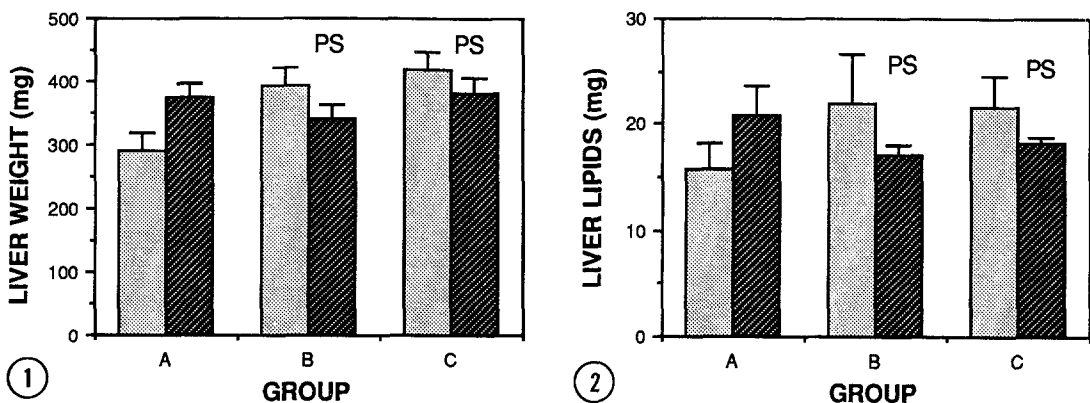 500
400
300
300
100
0
LIVER WEIGHT (mg)
PS
PS
A
B
C
GROUP
1
30
20
10
0
LIVER LIPIDS (mg)
PS
PS
A
B
C
GROUP
2